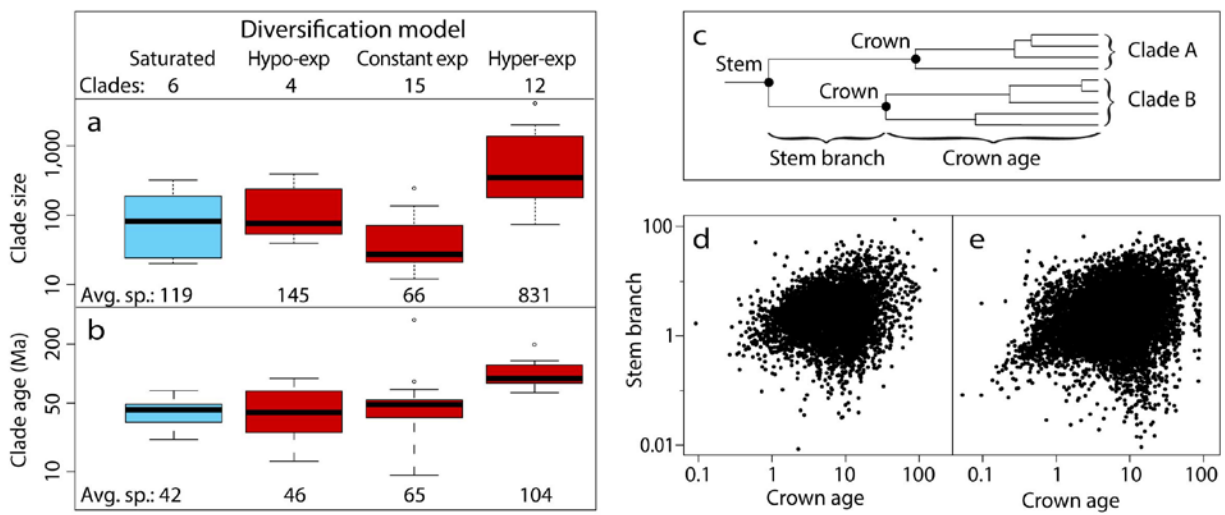 Diversification model
Saturated Hypo-exp Constant exp Hyper-exp
Clades: 6 4 15 12
a
Clade size
1,000
100
10
Avg. sp.: 119 145 66 831
b
Clade age (Ma)
200
50
10
Avg. sp.: 42 46 65 104
c
Stem
Crown
Crown
Clade A
Clade B
Stem branch Crown age
d e
Stem branch
100
1
0.01
0.1 1 10 100 0.1 1 10 100
Crown age Crown age